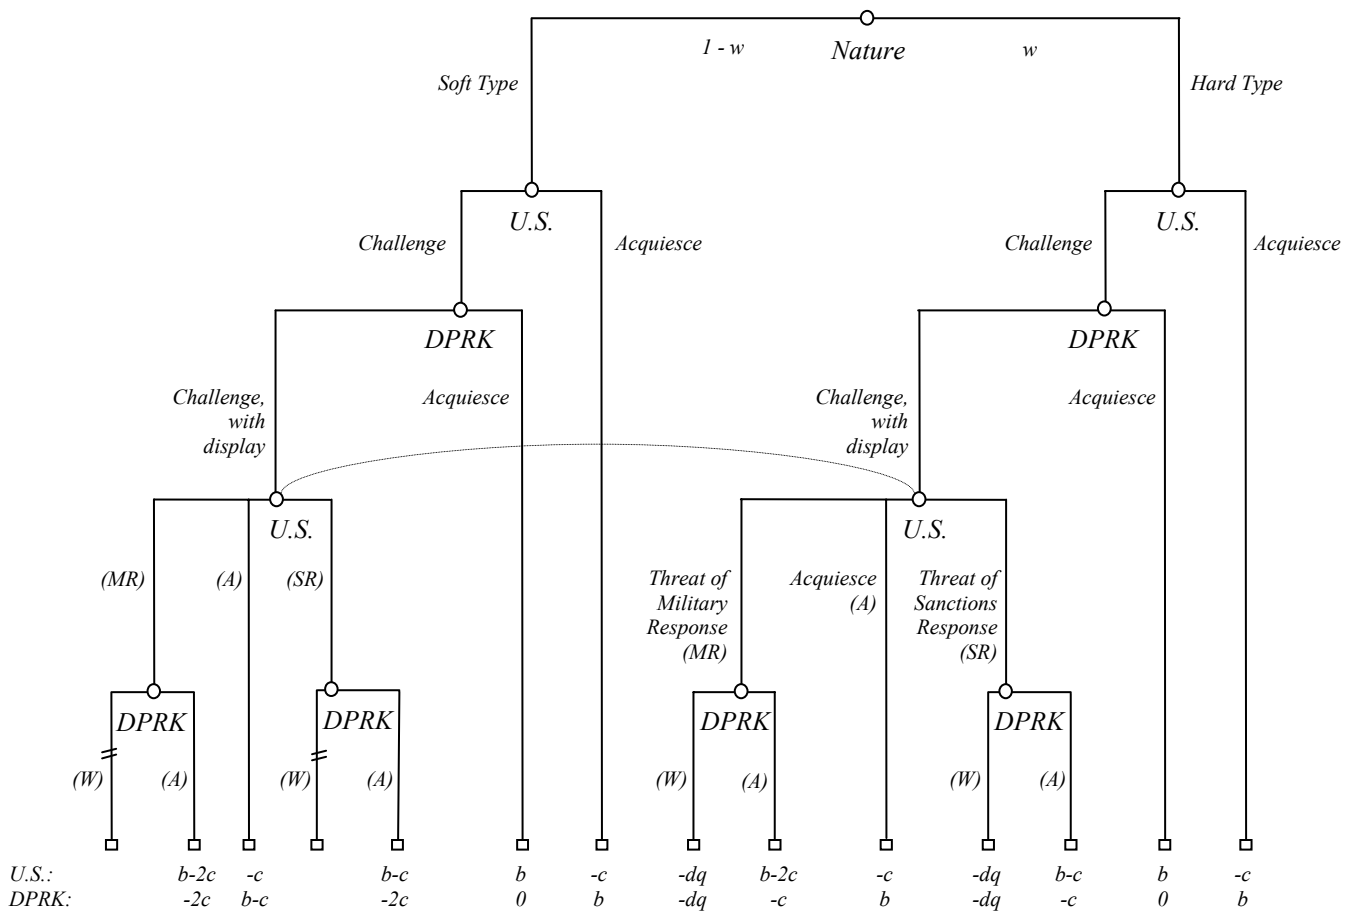 1 - w
Nature
w
Soft Type
Hard Type
U.S.
U.S.
Challenge
Acquiesce
Challenge
Acquiesce
DPRK
DPRK
Challenge,
with
display
Acquiesce
Challenge,
with
display
Acquiesce
U.S.
U.S.
(MR)
(A)
(SR)
Threat of
Military
Response
(MR)
Acquiesce
(A)
Threat of
Sanctions
Response
(SR)
DPRK
DPRK
DPRK
DPRK
(W)
(A)
(W)
(A)
(W)
(A)
(W)
(A)
U.S.: b-2c -c b-c b -c -dq b-2c -c -dq b-c b -c
DPRK: -2c b-c -2c 0 b -dq -c b -dq -c 0 b